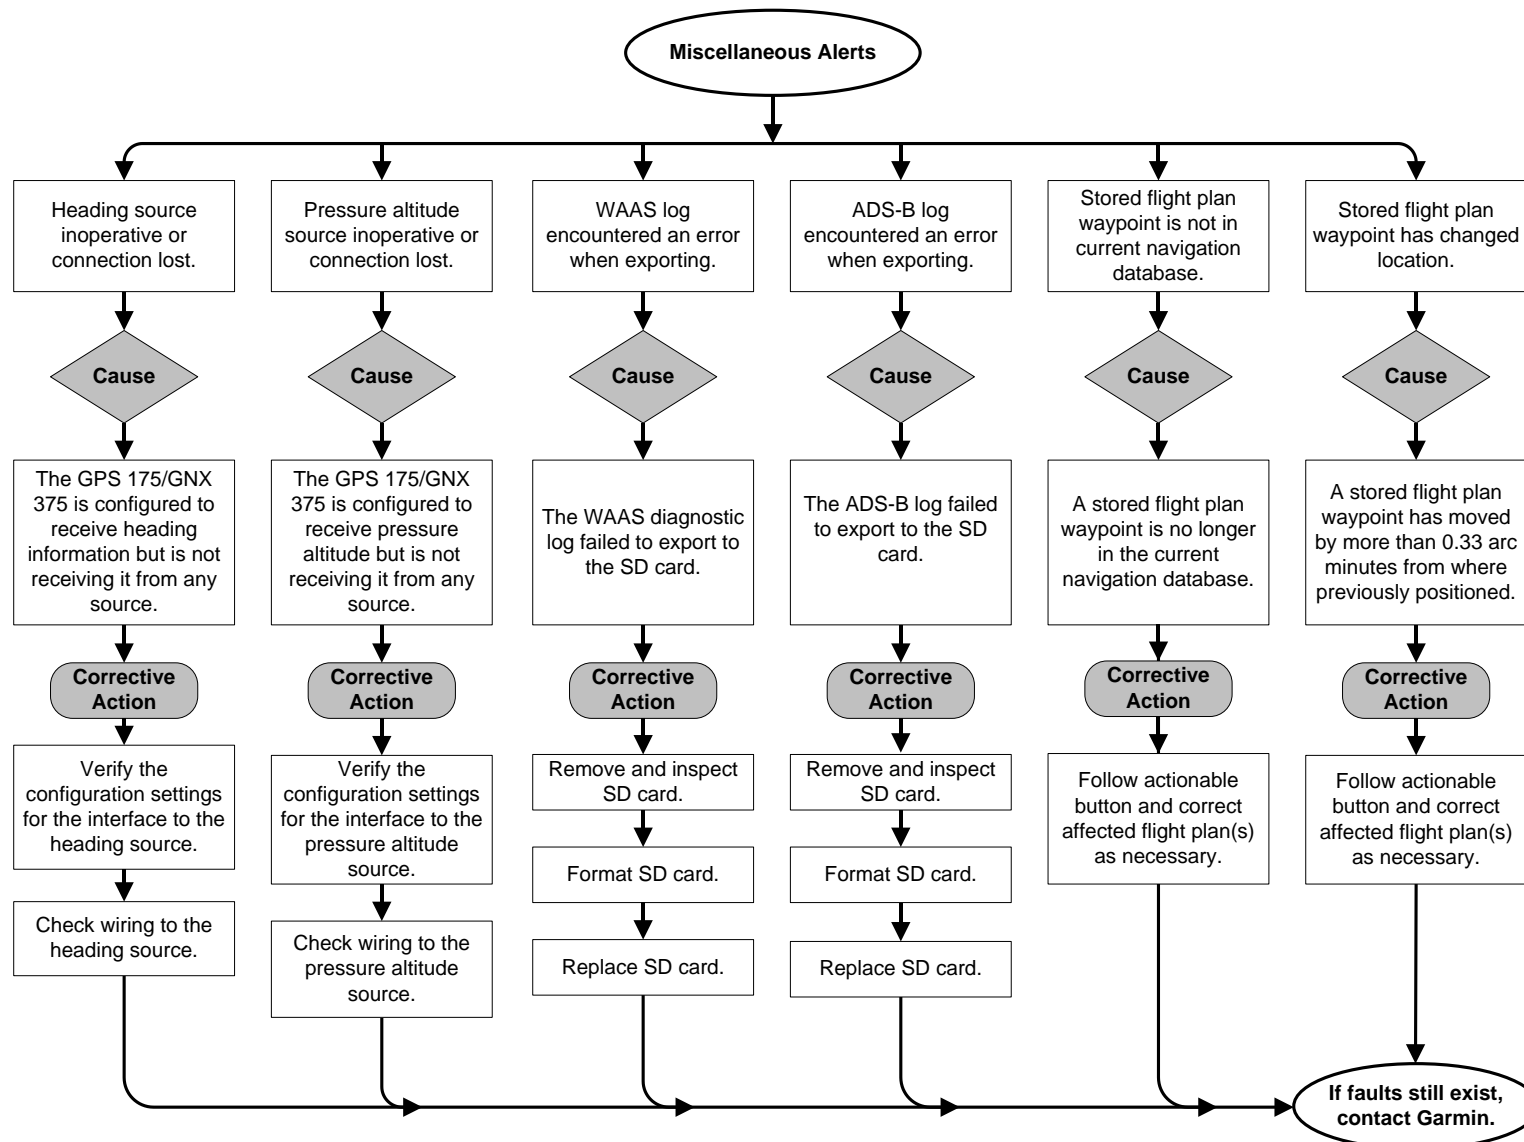 Miscellaneous Alerts
Heading source
inoperative or
connection lost.
Pressure altitude
source inoperative or
connection lost.
WAAS log
encountered an error
when exporting.
ADS-B log
encountered an error
when exporting.
Stored flight plan
waypoint is not in
current navigation
database.
Stored flight plan
waypoint has changed
location.
Cause
Cause
Cause
Cause
Cause
Cause
The GPS 175/GNX
375 is configured to
receive heading
information but is not
receiving it from any
source.
The GPS 175/GNX
375 is configured to
receive pressure
altitude but is not
receiving it from any
source.
The WAAS diagnostic
log failed to export to
the SD card.
The ADS-B log failed
to export to the SD
card.
A stored flight plan
waypoint is no longer
in the current
navigation database.
A stored flight plan
waypoint has moved
by more than 0.33 arc
minutes from where
previously positioned.
Corrective
Action
Corrective
Action
Corrective
Action
Corrective
Action
Corrective
Action
Corrective
Action
Verify the
configuration settings
for the interface to the
heading source.
Verify the
configuration settings
for the interface to the
pressure altitude
source.
Remove and inspect
SD card.
Remove and inspect
SD card.
Follow actionable
button and correct
affected flight plan(s)
as necessary.
Follow actionable
button and correct
affected flight plan(s)
as necessary.
Format SD card.
Format SD card.
Check wiring to the
heading source.
Check wiring to the
pressure altitude
source.
Replace SD card.
Replace SD card.
If faults still exist,
contact Garmin.